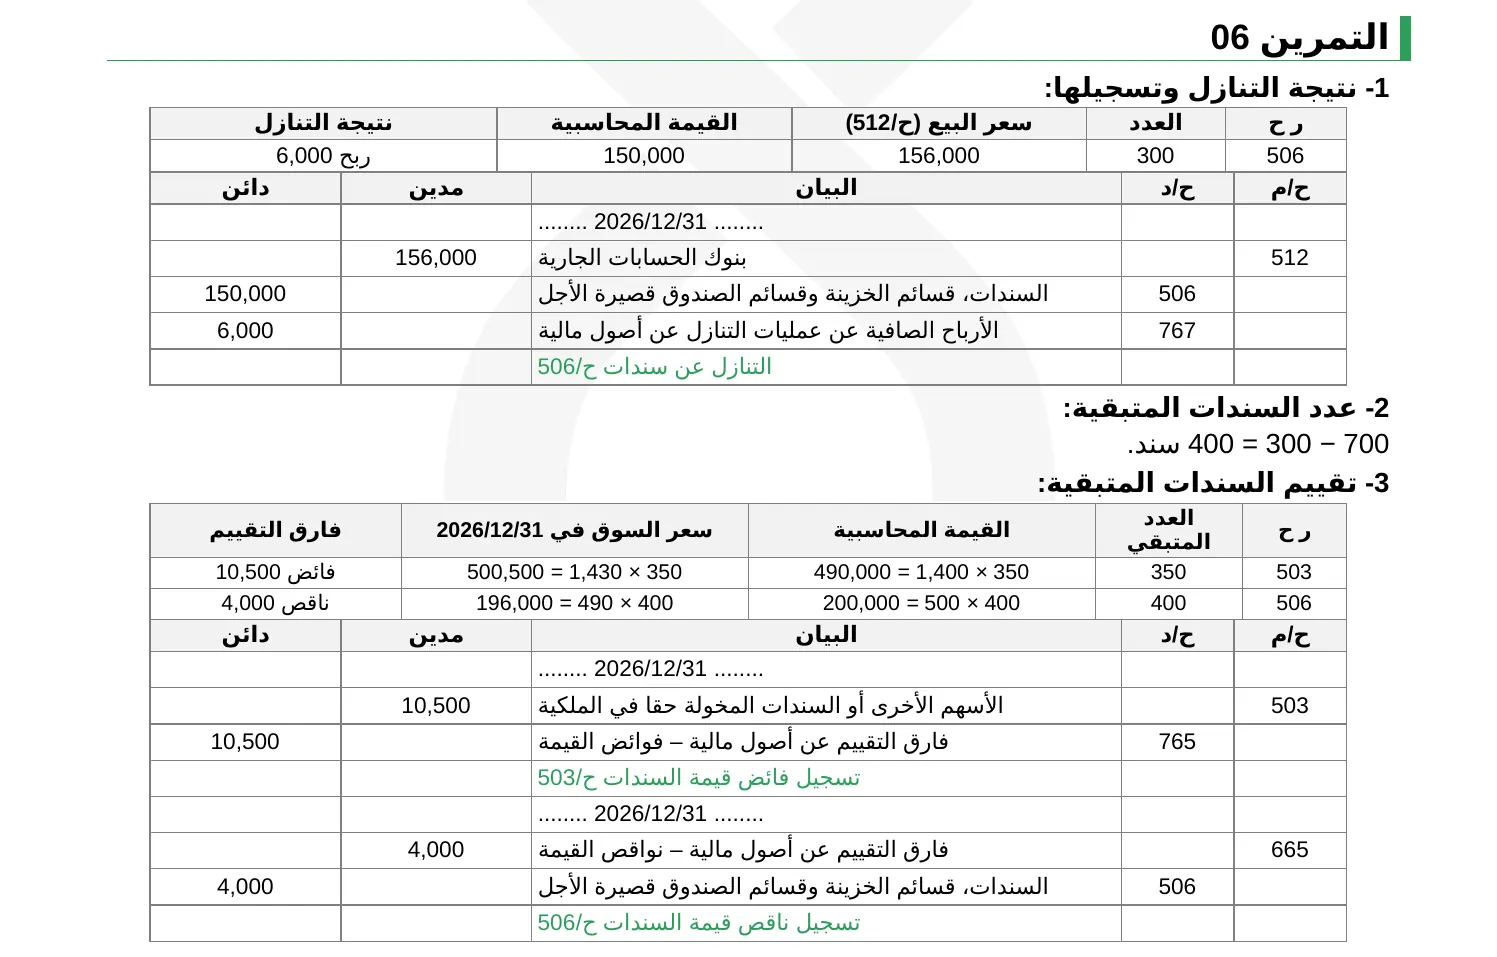 التمرين 06
1- نتيجة التنازل وتسجيلها:
ر ح العدد سعر البيع (ح/512) القيمة المحاسبية نتيجة التنازل
506 300 156,000 150,000 ربح 6,000
ح/م ح/د البيان مدين دائن
........ 2026/12/31 ........
512 بنوك الحسابات الجارية 156,000
506 السندات، قسائم الخزينة وقسائم الصندوق قصيرة الأجل 150,000
767 الأرباح الصافية عن عمليات التنازل عن أصول مالية 6,000
التنازل عن سندات ح/506
2- عدد السندات المتبقية:
700 − 300 = 400 سند.
3- تقييم السندات المتبقية:
ر ح العدد المتبقي القيمة المحاسبية سعر السوق في 2026/12/31 فارق التقييم
503 350 350 × 1,400 = 490,000 350 × 1,430 = 500,500 فائض 10,500
506 400 400 × 500 = 200,000 400 × 490 = 196,000 ناقص 4,000
ح/م ح/د البيان مدين دائن
........ 2026/12/31 ........
503 الأسهم الأخرى أو السندات المخولة حقا في الملكية 10,500
765 فارق التقييم عن أصول مالية – فوائض القيمة 10,500
تسجيل فائض قيمة السندات ح/503
........ 2026/12/31 ........
665 فارق التقييم عن أصول مالية – نواقص القيمة 4,000
506 السندات، قسائم الخزينة وقسائم الصندوق قصيرة الأجل 4,000
تسجيل ناقص قيمة السندات ح/506